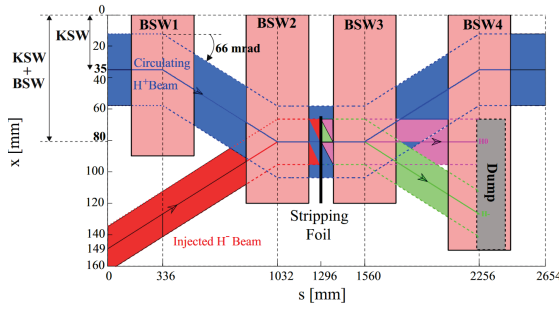 BSW1 BSW2 BSW3 BSW4
KSW
KSW
+
BSW
66 mrad
Circulating
H+Beam
Injected H⁻ Beam
Stripping
Foil
Dump
H0
x [mm]
0
20
35
40
60
80
100
120
140
149
160
0 336 1032 1296 1560 2256 2654
s [mm]